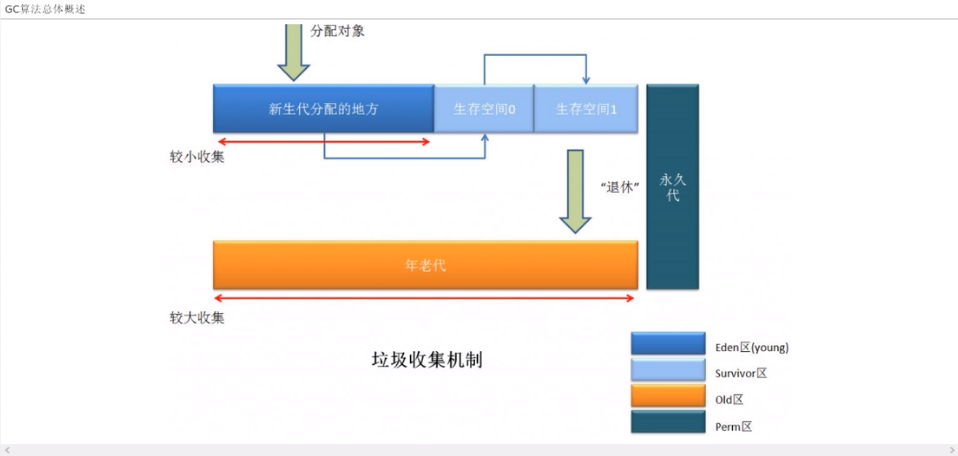 GC算法总体概述
分配对象
新生代分配的地方
生存空间0
生存空间1
较小收集
“退休”
永久
代
年老代
较大收集
垃圾收集机制
Eden区(young)
Survivor区
Old区
Perm区